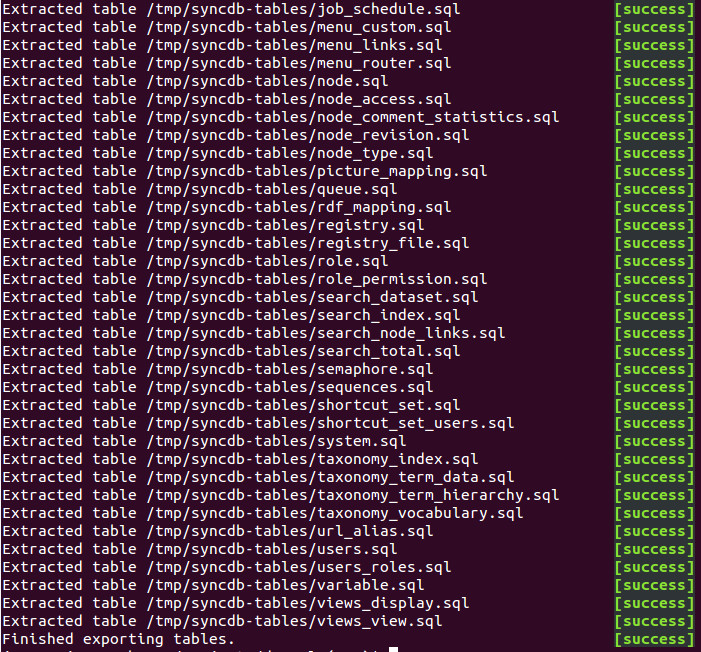 Extracted table /tmp/syncdb-tables/job_schedule.sql [success]
Extracted table /tmp/syncdb-tables/menu_custom.sql [success]
Extracted table /tmp/syncdb-tables/menu_links.sql [success]
Extracted table /tmp/syncdb-tables/menu_router.sql [success]
Extracted table /tmp/syncdb-tables/node.sql [success]
Extracted table /tmp/syncdb-tables/node_access.sql [success]
Extracted table /tmp/syncdb-tables/node_comment_statistics.sql [success]
Extracted table /tmp/syncdb-tables/node_revision.sql [success]
Extracted table /tmp/syncdb-tables/node_type.sql [success]
Extracted table /tmp/syncdb-tables/picture_mapping.sql [success]
Extracted table /tmp/syncdb-tables/queue.sql [success]
Extracted table /tmp/syncdb-tables/rdf_mapping.sql [success]
Extracted table /tmp/syncdb-tables/registry.sql [success]
Extracted table /tmp/syncdb-tables/registry_file.sql [success]
Extracted table /tmp/syncdb-tables/role.sql [success]
Extracted table /tmp/syncdb-tables/role_permission.sql [success]
Extracted table /tmp/syncdb-tables/search_dataset.sql [success]
Extracted table /tmp/syncdb-tables/search_index.sql [success]
Extracted table /tmp/syncdb-tables/search_node_links.sql [success]
Extracted table /tmp/syncdb-tables/search_total.sql [success]
Extracted table /tmp/syncdb-tables/semaphore.sql [success]
Extracted table /tmp/syncdb-tables/sequences.sql [success]
Extracted table /tmp/syncdb-tables/shortcut_set.sql [success]
Extracted table /tmp/syncdb-tables/shortcut_set_users.sql [success]
Extracted table /tmp/syncdb-tables/system.sql [success]
Extracted table /tmp/syncdb-tables/taxonomy_index.sql [success]
Extracted table /tmp/syncdb-tables/taxonomy_term_data.sql [success]
Extracted table /tmp/syncdb-tables/taxonomy_term_hierarchy.sql [success]
Extracted table /tmp/syncdb-tables/taxonomy_vocabulary.sql [success]
Extracted table /tmp/syncdb-tables/url_alias.sql [success]
Extracted table /tmp/syncdb-tables/users.sql [success]
Extracted table /tmp/syncdb-tables/users_roles.sql [success]
Extracted table /tmp/syncdb-tables/variable.sql [success]
Extracted table /tmp/syncdb-tables/views_display.sql [success]
Extracted table /tmp/syncdb-tables/views_view.sql [success]
Finished exporting tables. [success]